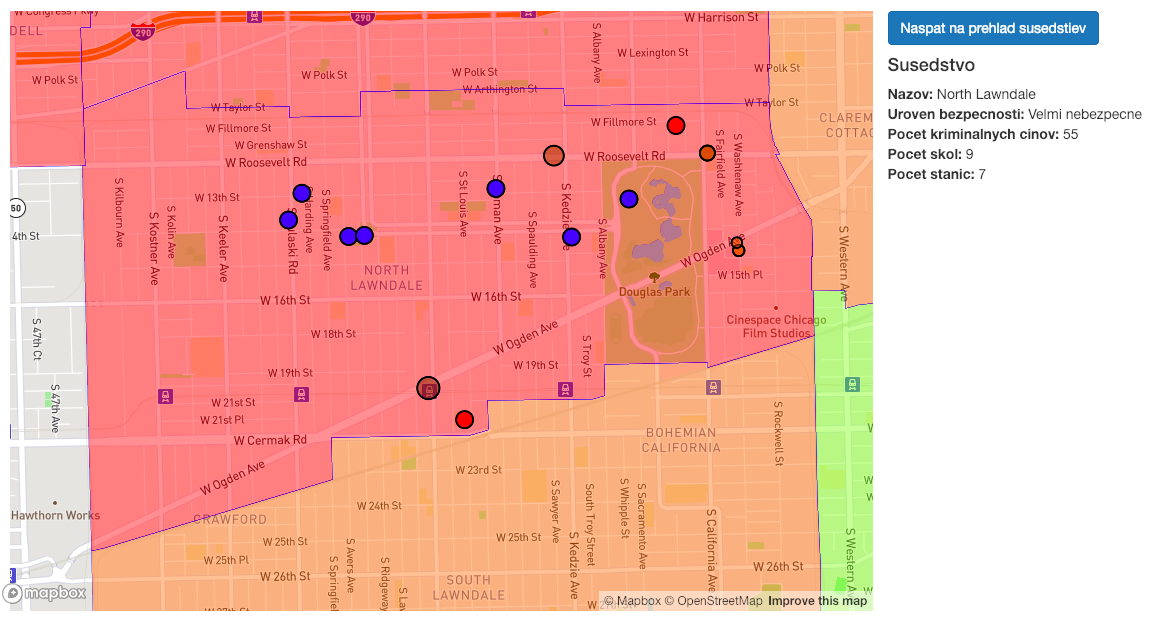 W Congress Pkwy
290
290
W Harrison St
DELL
S Albany Ave
W Lexington St
W Polk St
W Polk St
W Polk St
W Polk St
W Arthington St
W Taylor St
W Taylor St
W Fillmore St
W Fillmore St
CLAREM
COTTAG
W Grenshaw St
W Roosevelt Rd
W Roosevelt Rd
S Fairfield Ave
S Washtenaw Ave
S Kilbourn Ave
W 13th St
50
4th St
S Kostner Ave
S Kolin Ave
S Keeler Ave
Harding Ave
S Springfield Ave
S St Louis Ave
S Spaulding Ave
S Kedzie
S Albany Ave
W Ogden
S Western Ave
NORTH
LAWNDALE
W 15th Pl
Douglas Park
W 16th St
W 16th St
Cinespace Chicago
Film Studios
S 47th Ct
W 18th St
W Ogden Ave
S Troy St
W 19th St
W 19th St
S 47th Ave
W 21st St
W 21st Pl
S Rockwell St
W Cermak Rd
BOHEMIAN
CALIFORNIA
W Ogden Ave
W 23rd St
Hawthorn Works
CRAWFORD
W 24th St
S Sawyer Ave
South Troy Street
S Whipple St
S Sacramento Ave
S California Ave
W 25th St
W 25th St
S Kedzie Ave
S Western A
W 25th Pl
S Avers Ave
S Ridgeway
W 26th St
W 26th St
S Springfiel
S Law
SOUTH
LAWNDALE
W 27th St
mapbox
© Mapbox © OpenStreetMap Improve this map
Naspat na prehlad susedstiev
Susedstvo
Nazov: North Lawndale
Uroven bezpecnosti: Velmi nebezpecne
Pocet kriminalnych cinov: 55
Pocet skol: 9
Pocet stanic: 7